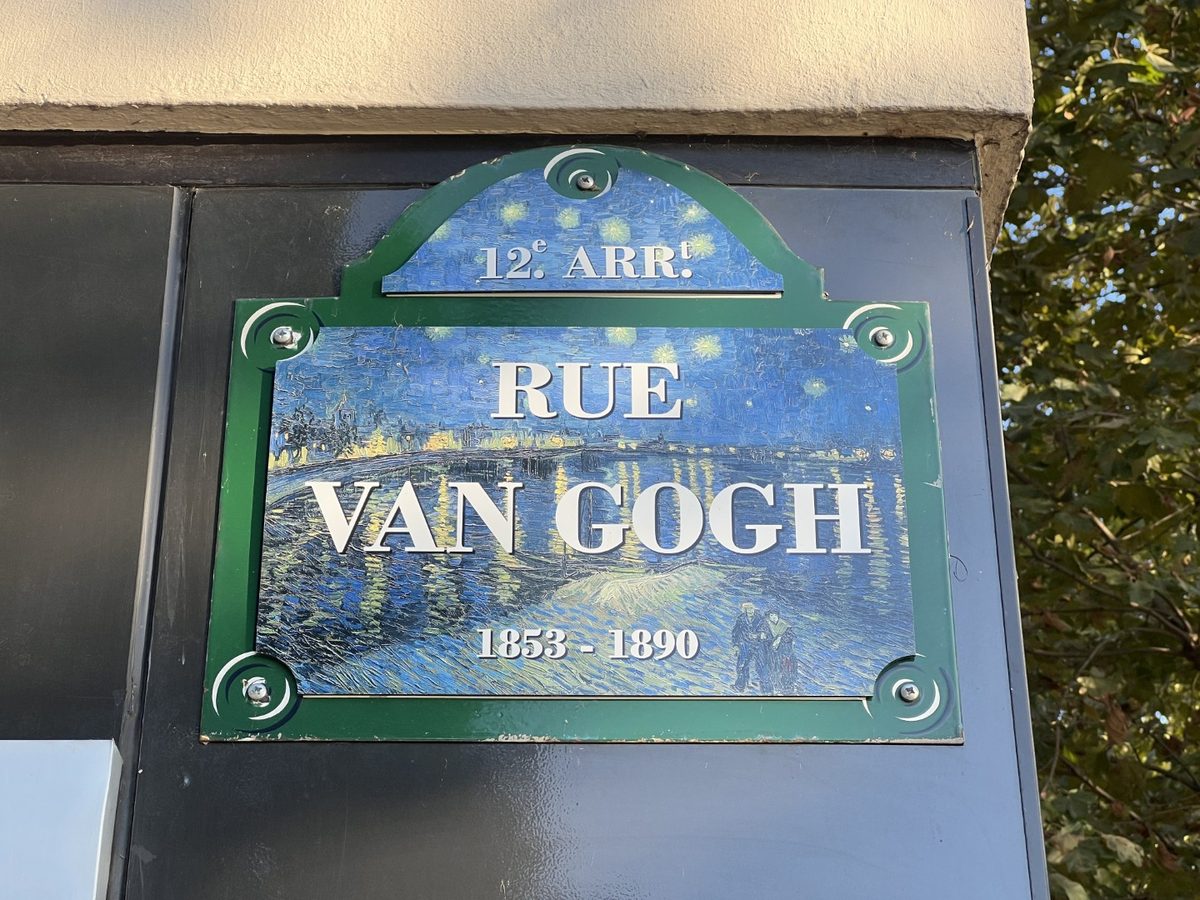 12e. ARRt.
RUE
VAN GOGH
1853 - 1890